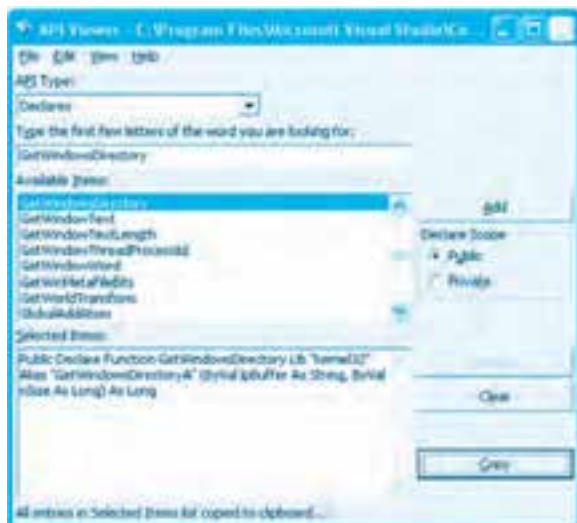 API Viewer - C:\Program Files\Microsoft Visual Studio\Co
File Edit View Help
API Type:
Declares
Type the first few letters of the word you are looking for:
GetWindowsDirectory
Available Items:
GetWindowsDirectory
GetWindowText
GetWindowTextLength
GetWindowThreadProcessId
GetWindowWord
GetWinMetaFileBits
GetWorldTransform
GlobalAddAtom
Add
Declare Scope
Public
Private
Selected Items:
Public Declare Function GetWindowsDirectory Lib "kernel32"
Alias "GetWindowsDirectoryA" (ByVal lpBuffer As String, ByVal
nSize As Long) As Long
Clear
Copy
All entries in Selected Items list copied to clipboard...